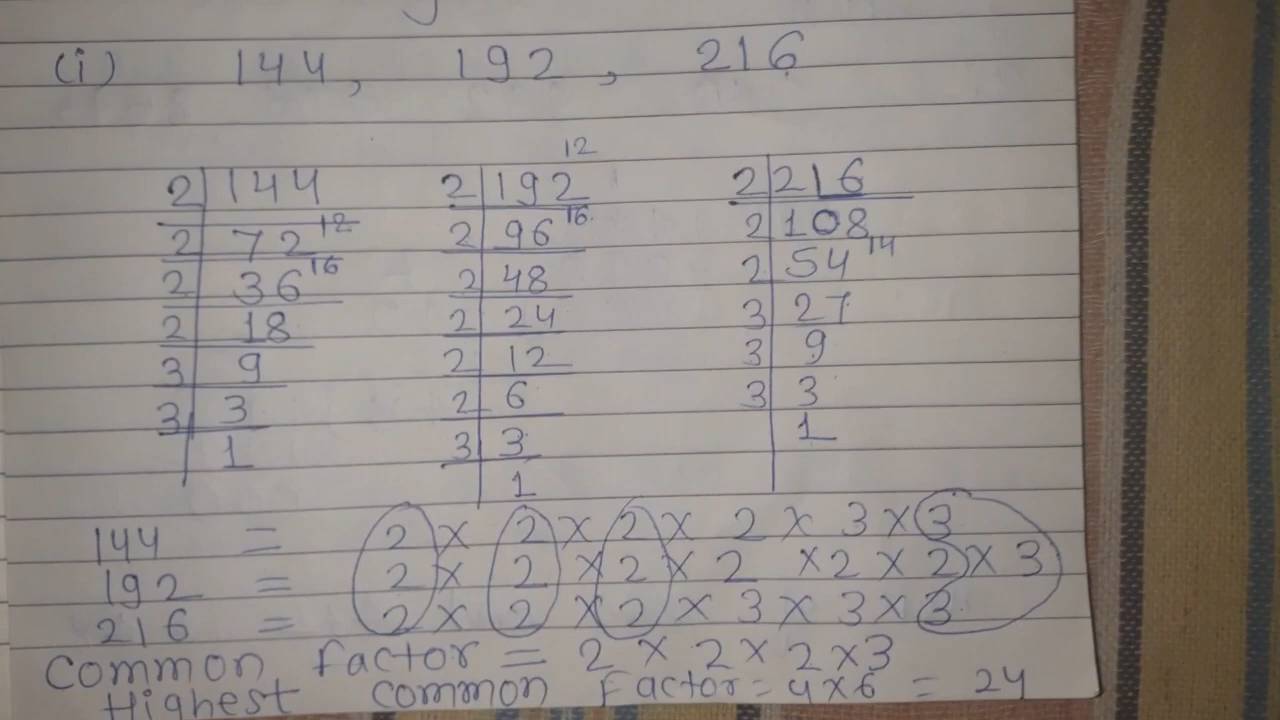 (i) 144, 192, 216
12
2 144 2 192 2 216
2 72 12 2 96 16 2 108
2 36 16 2 48 2 54 14
2 18 2 24 3 27
3 9 2 12 3 9
3 3 2 6 3 3
1 3 3 1
1
144 = 2 × 2 × 2 × 2 × 3 × 3
192 = 2 × 2 × 2 × 2 × 2 × 2 × 3
216 = 2 × 2 × 2 × 3 × 3 × 3
Common factor = 2 × 2 × 2 × 3
Highest common Factor = 4×6 = 24